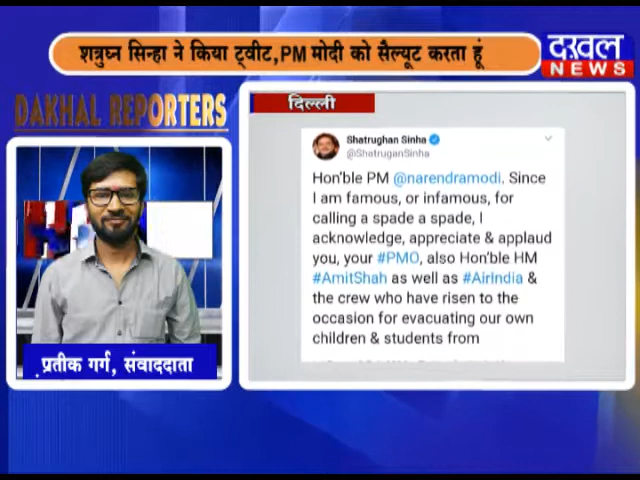 शत्रुघ्न सिन्हा ने किया ट्वीट,PM मोदी को सैल्यूट करता हूं
दखल
NEWS
DAKHAL REPORTERS
प्रतीक गर्ग, संवाददाता
दिल्ली
Shatrughan Sinha
@ShatruganSinha
Hon'ble PM @narendramodi. Since
I am famous, or infamous, for
calling a spade a spade, I
acknowledge, appreciate & applaud
you, your #PMO, also Hon'ble HM
#AmitShah as well as #AirIndia &
the crew who have risen to the
occasion for evacuating our own
children & students from